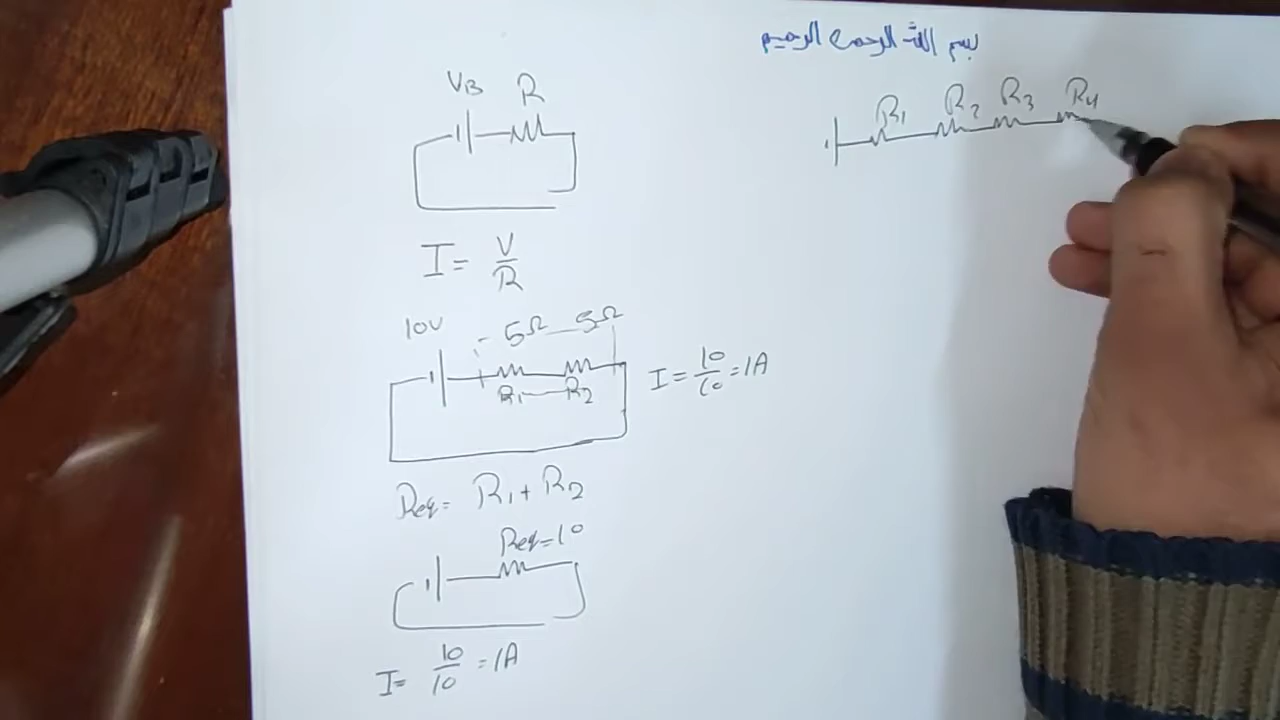 بسم الله الرحمن الرحيم
VB R
I = V/R
10V 5Ω 5Ω
R1 R2
I = 10/10 = 1A
Req = R1 + R2
Req = 10
I = 10/10 = 1A
R1 R2 R3 R4